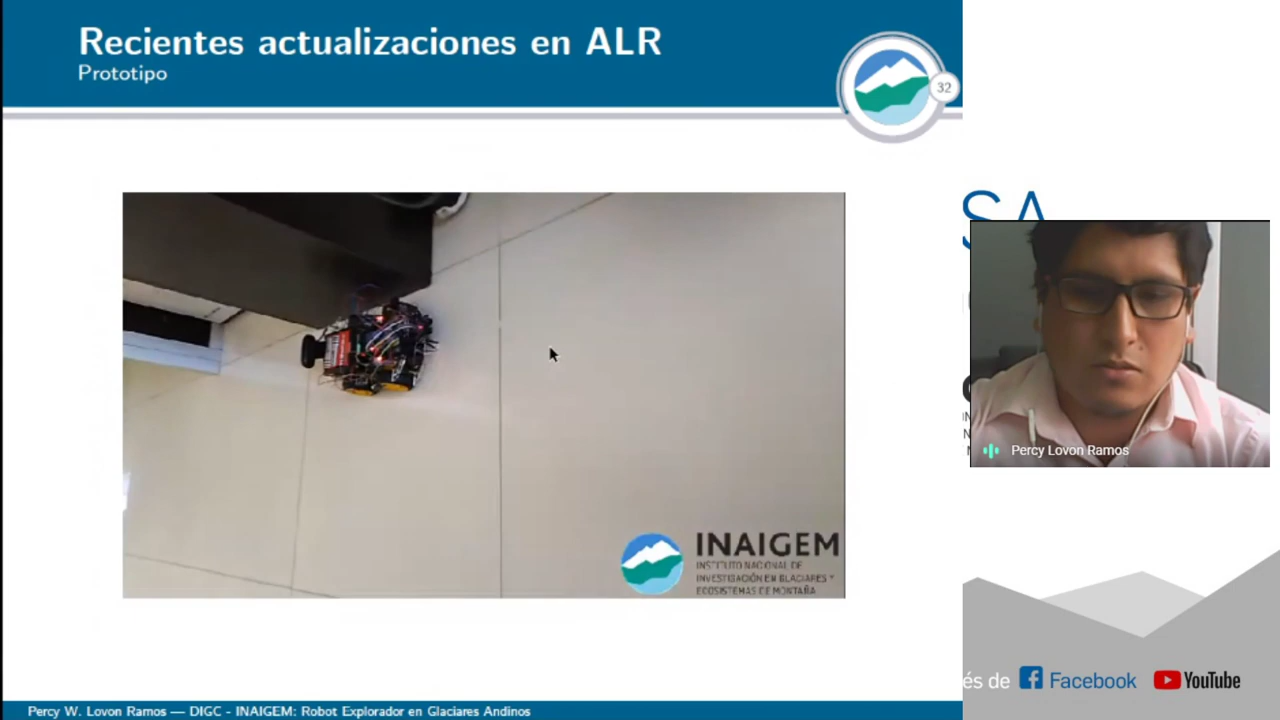 Recientes actualizaciones en ALR
Prototipo
32
SA
Percy Lovon Ramos
INAIGEM
INSTITUTO NACIONAL DE
INVESTIGACIÓN EN GLACIARES Y
ECOSISTEMAS DE MONTAÑA
és de Facebook YouTube
Percy W. Lovon Ramos — DIGC - INAIGEM: Robot Explorador en Glaciares Andinos